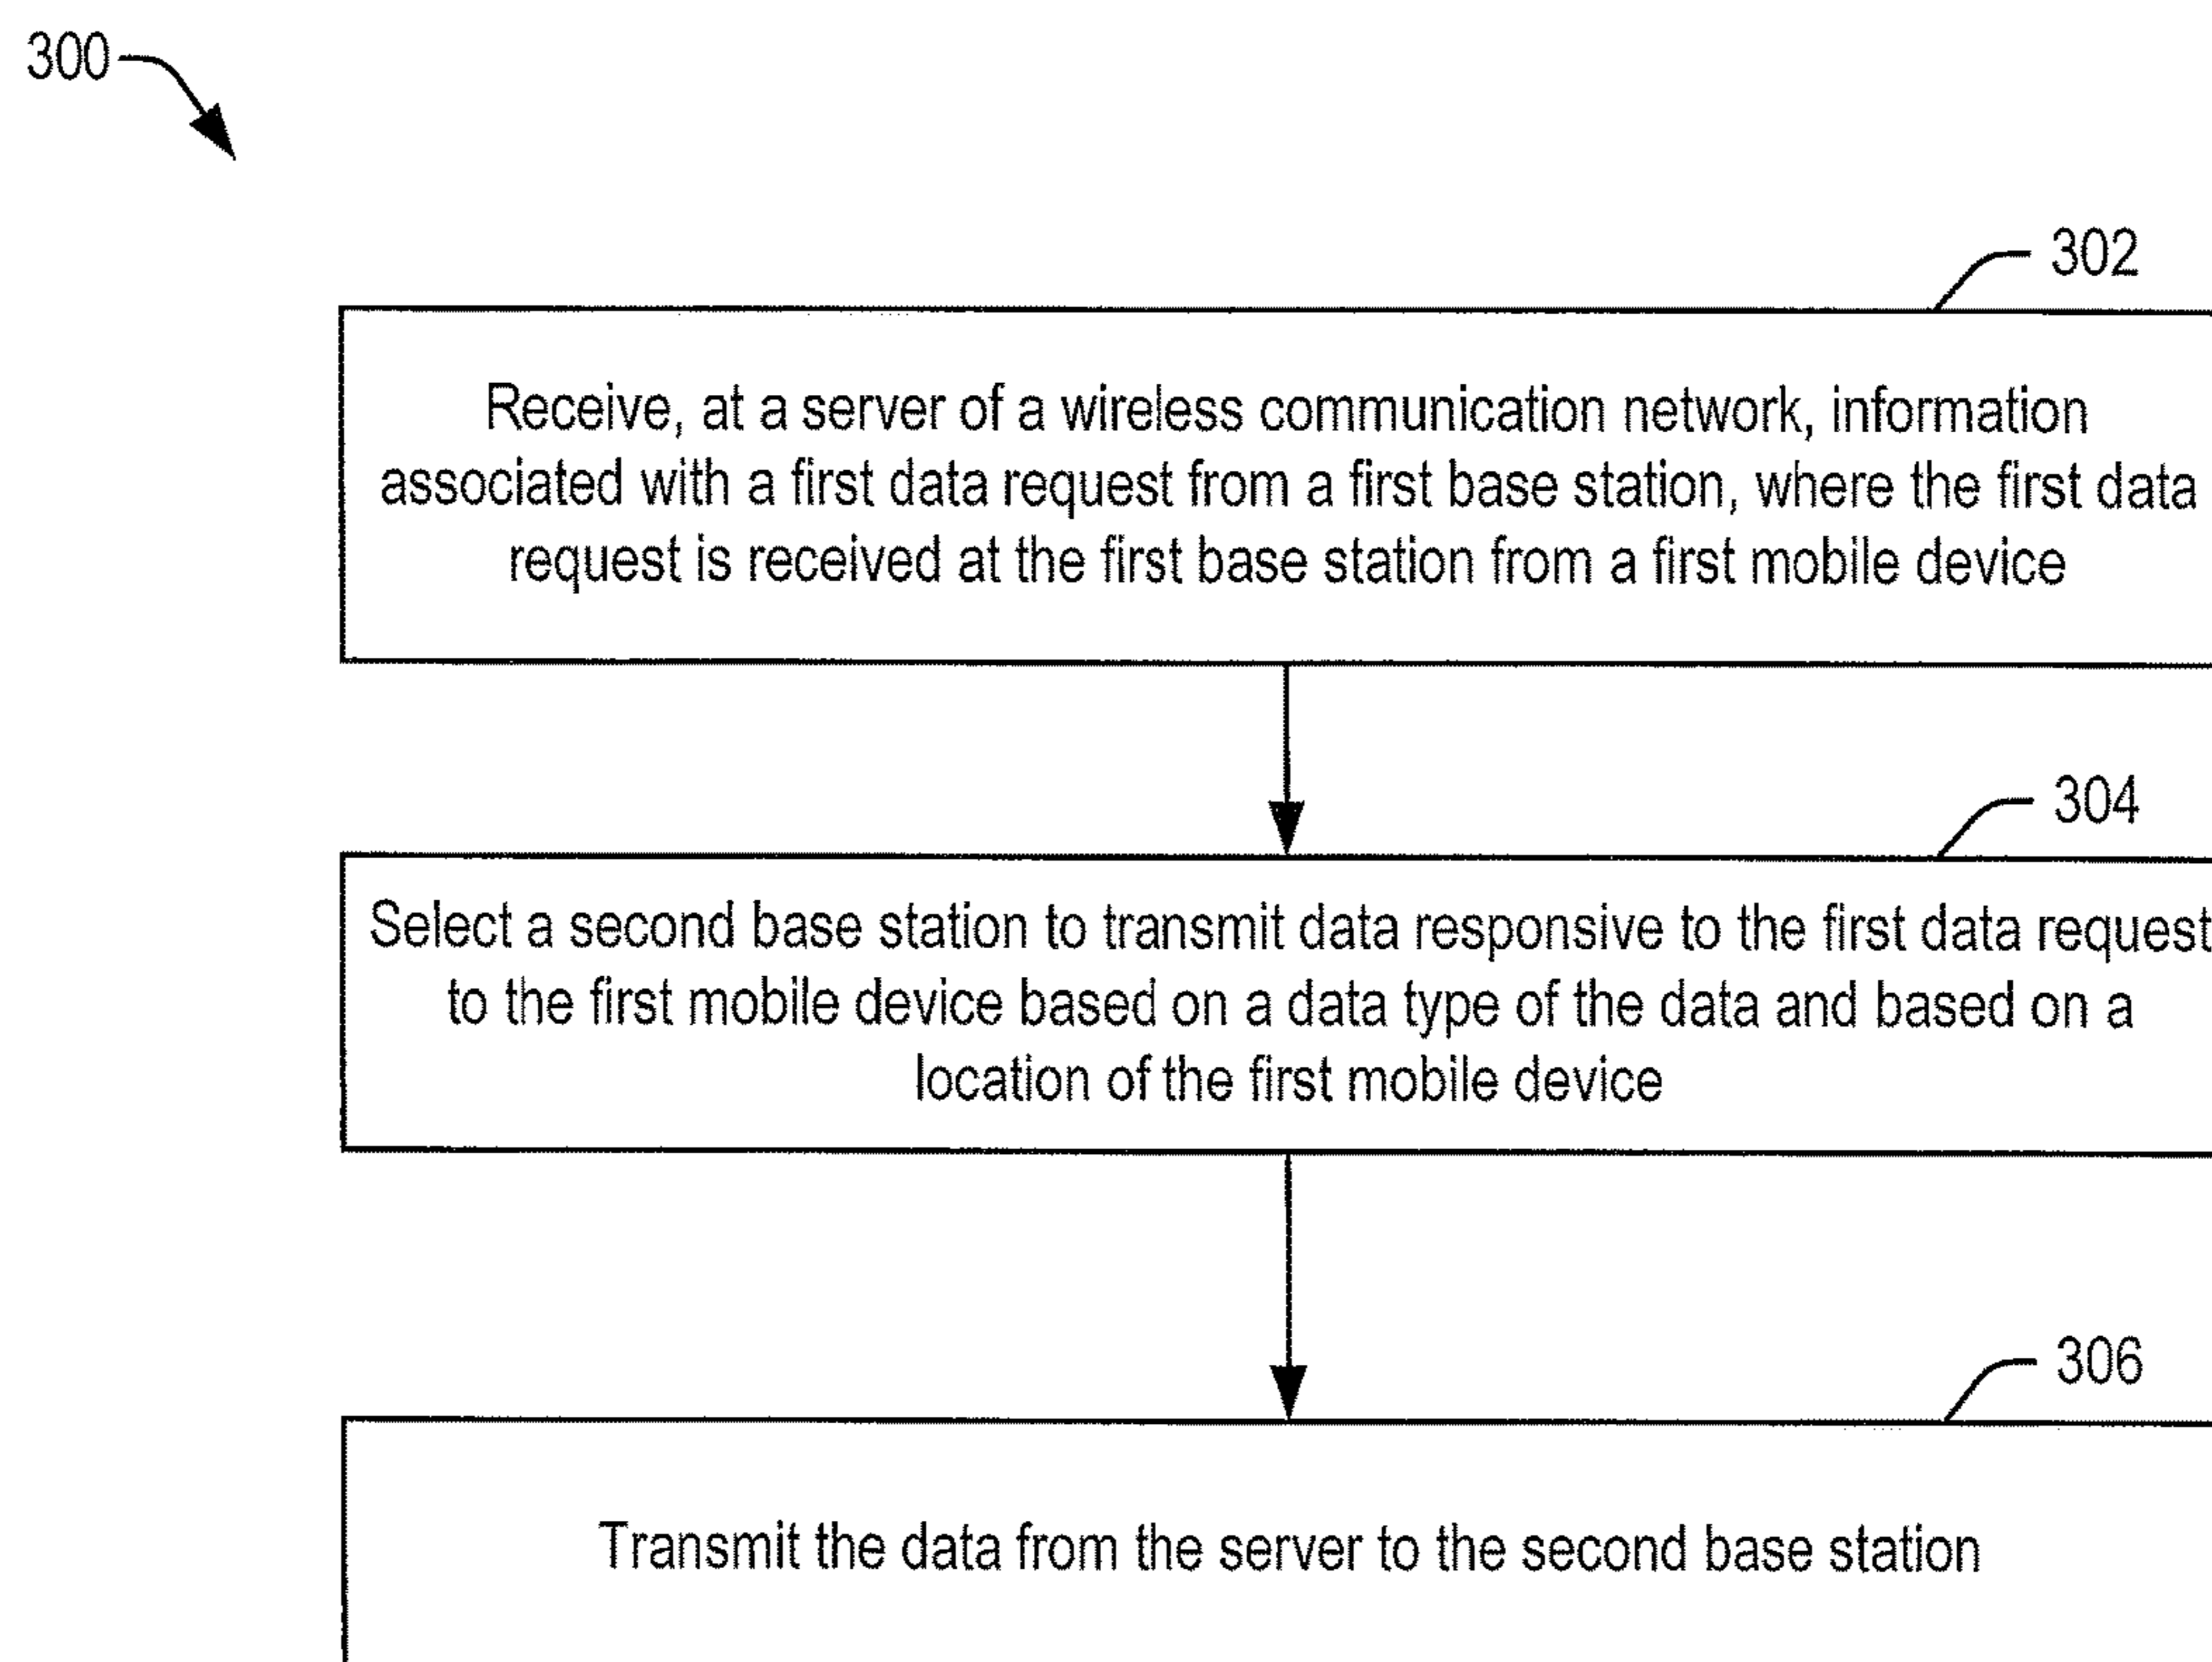 300
302
Receive, at a server of a wireless communication network, information
associated with a first data request from a first base station, where the first data
request is received at the first base station from a first mobile device
304
Select a second base station to transmit data responsive to the first data request
to the first mobile device based on a data type of the data and based on a
location of the first mobile device
306
Transmit the data from the server to the second base station